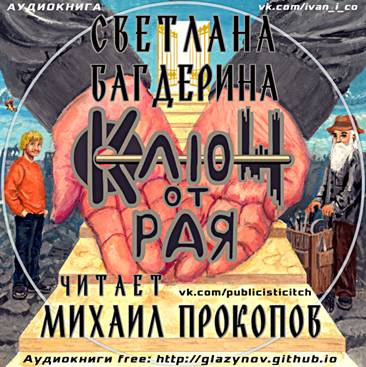 АУДИОКНИГА
vk.com/ivan_i_co
СВЕТЛАНА
БАГДЕРИНА
КЛЮЧ
ОТ
РАЯ
ЧИТАЕТ
vk.com/publicisticitch
МИХАИЛ ПРОКОПОВ
Аудиокниги free: http://glazynov.github.io